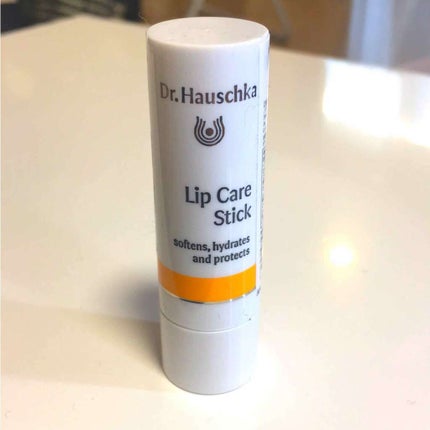 Dr.Hauschka
Lip Care
Stick
softens, hydrates
and protects